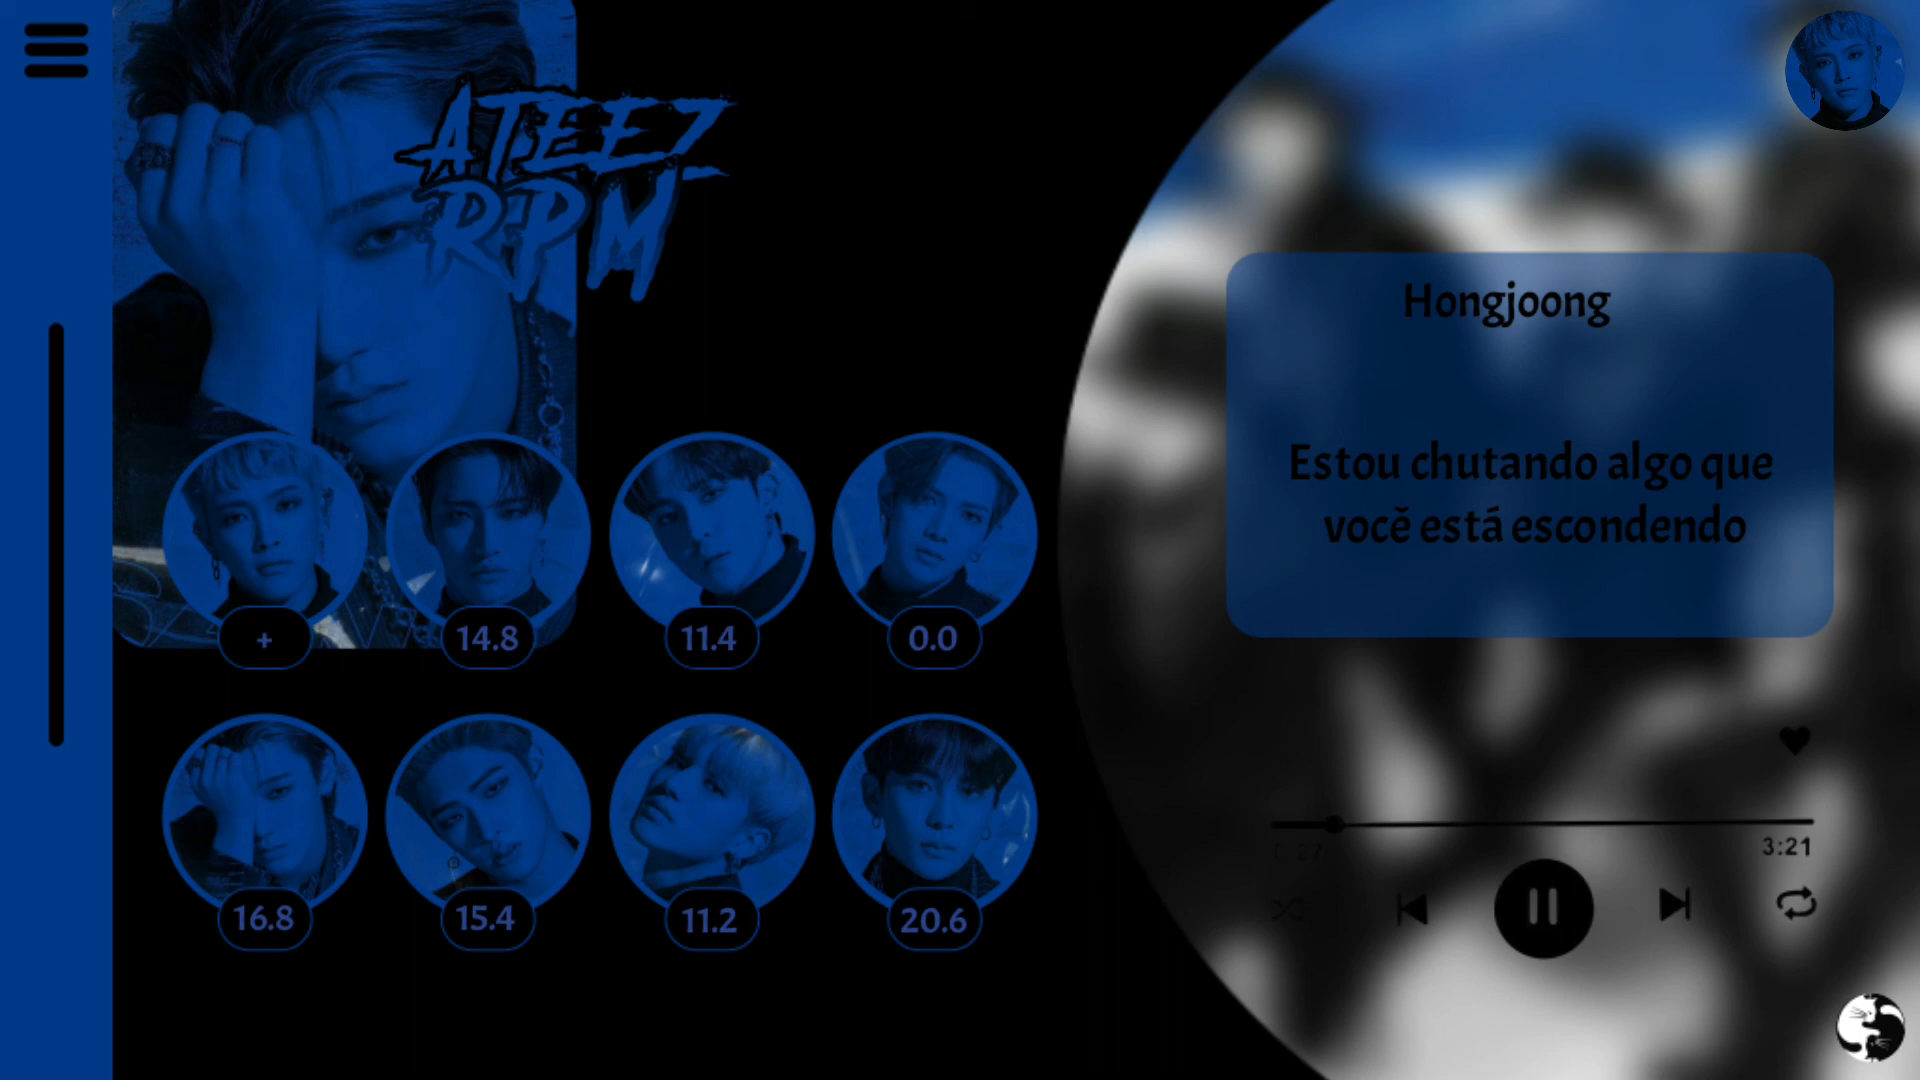 ATEEZ
RPM
+
14.8
11.4
0.0
16.8
15.4
11.2
20.6
Hongjoong
Estou chutando algo que
vocě está escondendo
3:21